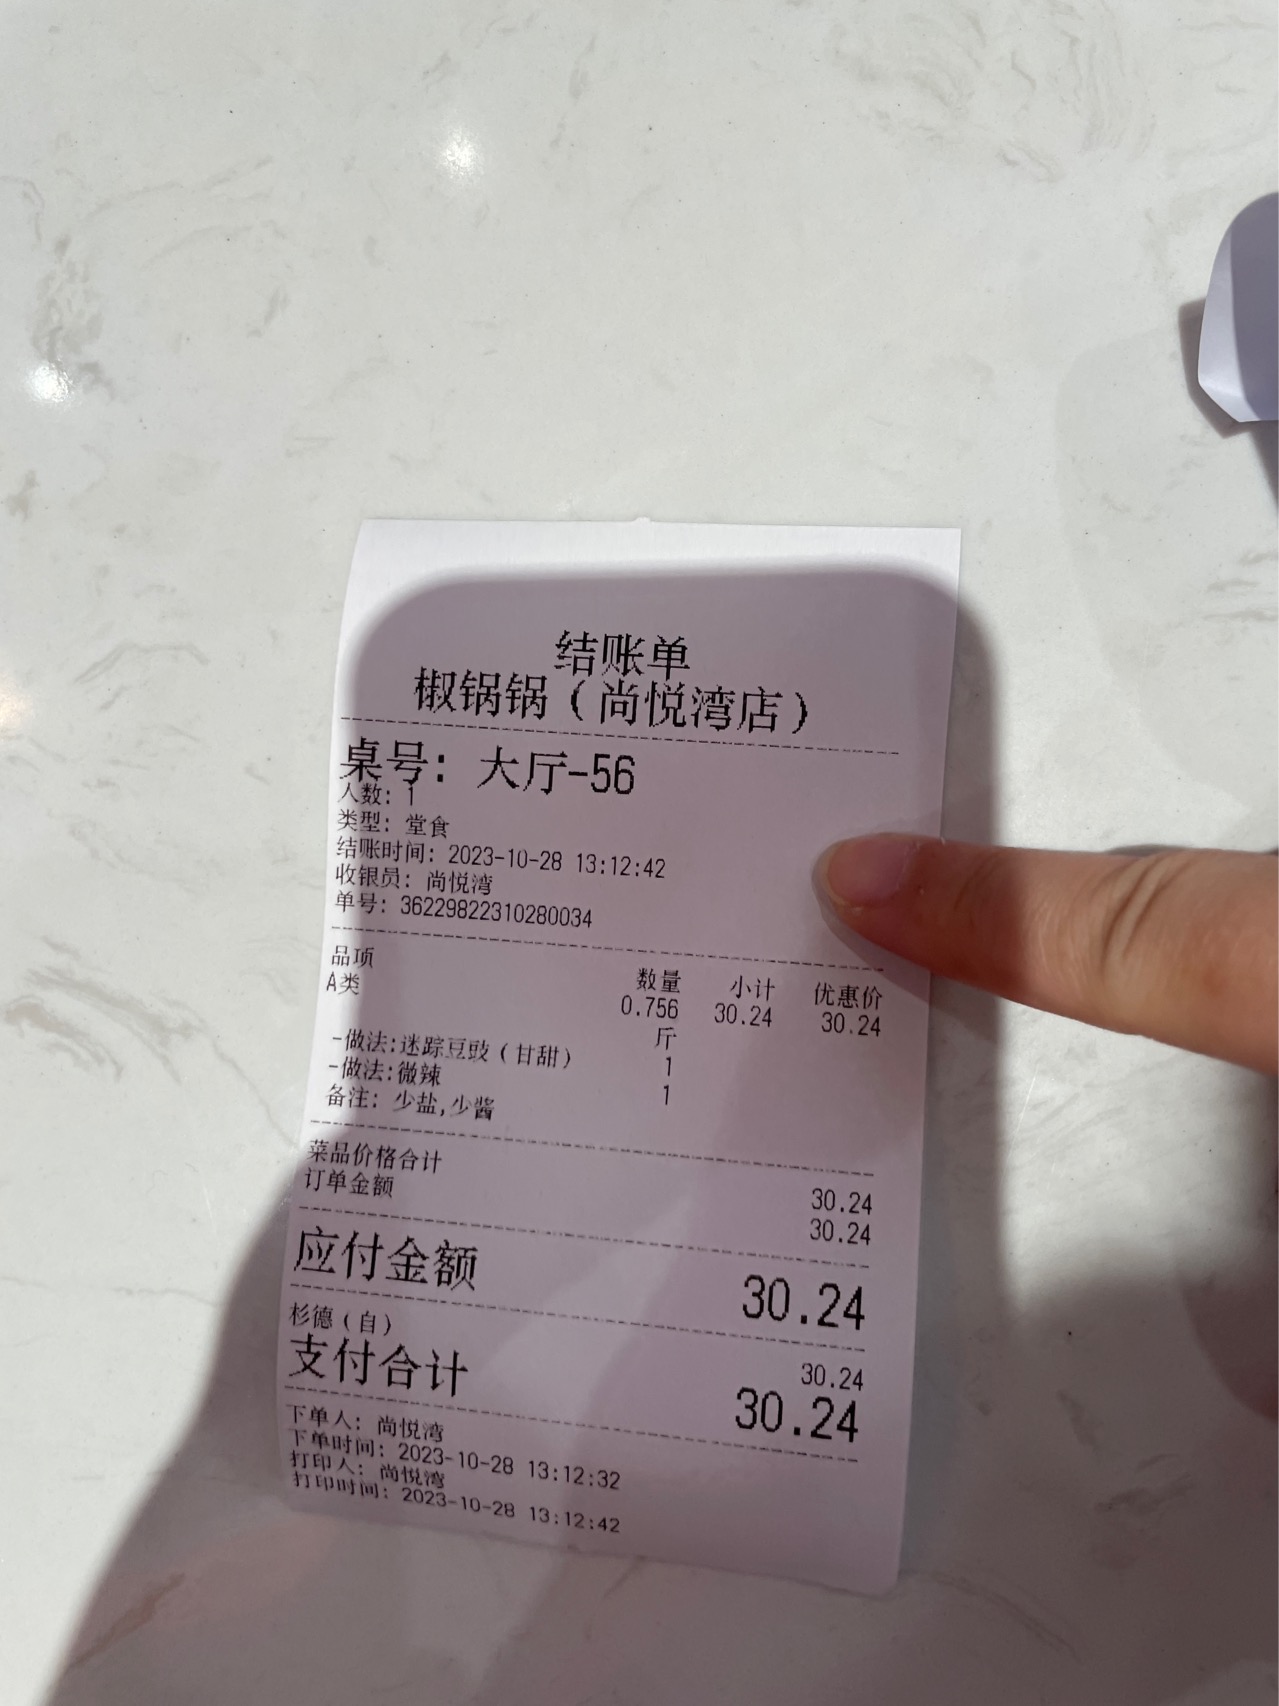 结账单
椒锅锅（尚悦湾店）
桌号：大厅-56
人数：1
类型：堂食
结账时间：2023-10-28 13:12:42
收银员：尚悦湾
单号：36229822310280034
品项 数量 小计 优惠价
A类 0.756 30.24 30.24
斤
-做法:迷踪豆豉（甘甜） 1
-做法:微辣 1
备注：少盐,少酱
菜品价格合计 30.24
订单金额 30.24
应付金额 30.24
杉德（自） 30.24
支付合计 30.24
下单人：尚悦湾
下单时间：2023-10-28 13:12:32
打印人：尚悦湾
打印时间：2023-10-28 13:12:42